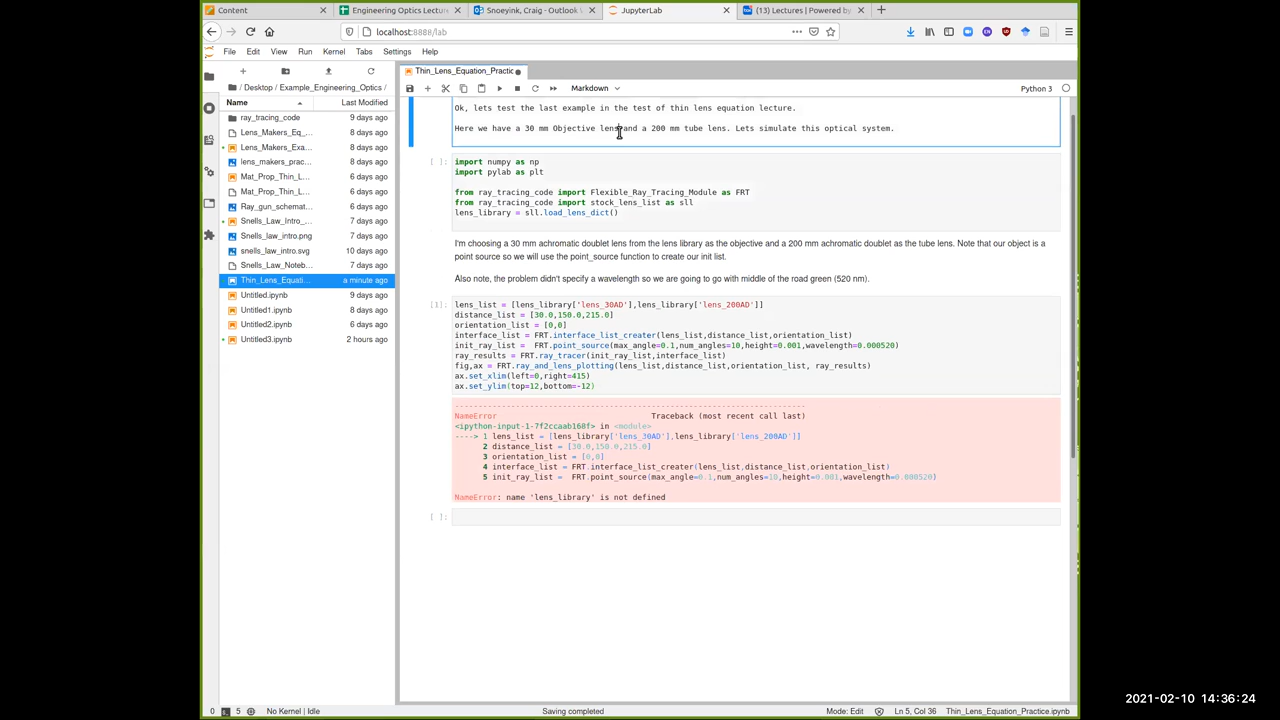 Content
Engineering Optics Lectur
Snoeyink, Craig - Outlook
JupyterLab
(13) Lectures | Powered by
localhost:8888/lab
File Edit View Run Kernel Tabs Settings Help
Thin_Lens_Equation_Practic
/ Desktop / Example_Engineering_Optics /
Markdown
Python 3
Name Last Modified
ray_tracing_code 9 days ago
Lens_Makers_Eq_... 8 days ago
Lens_Makers_Exa... 8 days ago
lens_makers_prac... 8 days ago
Mat_Prop_Thin_L... 6 days ago
Mat_Prop_Thin_L... 6 days ago
Ray_gun_schemat... 6 days ago
Snells_Law_Intro_... 7 days ago
Snells_law_intro.png 7 days ago
snells_law_intro.svg 10 days ago
Snells_Law_Noteb... 7 days ago
Thin_Lens_Equati... a minute ago
Untitled.ipynb 9 days ago
Untitled1.ipynb 8 days ago
Untitled2.ipynb 6 days ago
Untitled3.ipynb 2 hours ago
Ok, lets test the last example in the test of thin lens equation lecture.
Here we have a 30 mm Objective lens and a 200 mm tube lens. Lets simulate this optical system.
[ ]:
import numpy as np
import pylab as plt
from ray_tracing_code import Flexible_Ray_Tracing_Module as FRT
from ray_tracing_code import stock_lens_list as sll
lens_library = sll.load_lens_dict()
I'm choosing a 30 mm achromatic doublet lens from the lens library as the objective and a 200 mm achromatic doublet as the tube lens. Note that our object is a
point source so we will use the point_source function to create our init list.
Also note, the problem didn't specify a wavelength so we are going to go with middle of the road green (520 nm).
[1]:
lens_list = [lens_library['lens_30AD'],lens_library['lens_200AD']]
distance_list = [30.0,150.0,215.0]
orientation_list = [0,0]
interface_list = FRT.interface_list_creater(lens_list,distance_list,orientation_list)
init_ray_list = FRT.point_source(max_angle=0.1,num_angles=10,height=0.001,wavelength=0.000520)
ray_results = FRT.ray_tracer(init_ray_list,interface_list)
fig,ax = FRT.ray_and_lens_plotting(lens_list,distance_list,orientation_list, ray_results)
ax.set_xlim(left=0,right=415)
ax.set_ylim(top=12,bottom=-12)
---------------------------------------------------------------------------
NameError Traceback (most recent call last)
<ipython-input-1-7f2ccaab168f> in <module>
----> 1 lens_list = [lens_library['lens_30AD'],lens_library['lens_200AD']]
2 distance_list = [30.0,150.0,215.0]
3 orientation_list = [0,0]
4 interface_list = FRT.interface_list_creater(lens_list,distance_list,orientation_list)
5 init_ray_list = FRT.point_source(max_angle=0.1,num_angles=10,height=0.001,wavelength=0.000520)
NameError: name 'lens_library' is not defined
[ ]:
0 5 No Kernel | Idle
Saving completed
Mode: Edit Ln 5, Col 36 Thin_Lens_Equation_Practice.ipynb
2021-02-10 14:36:24